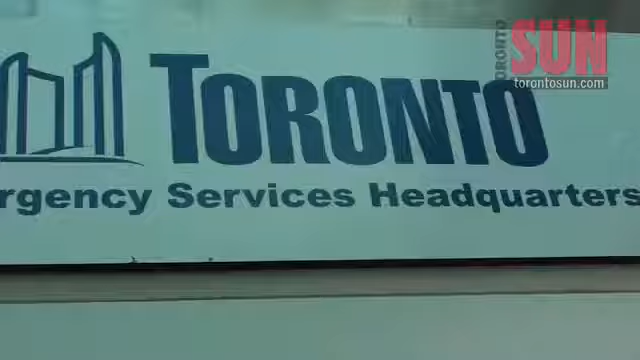 TORONTO
SUN
torontosun.com
TORONTO
rgency Services Headquarters